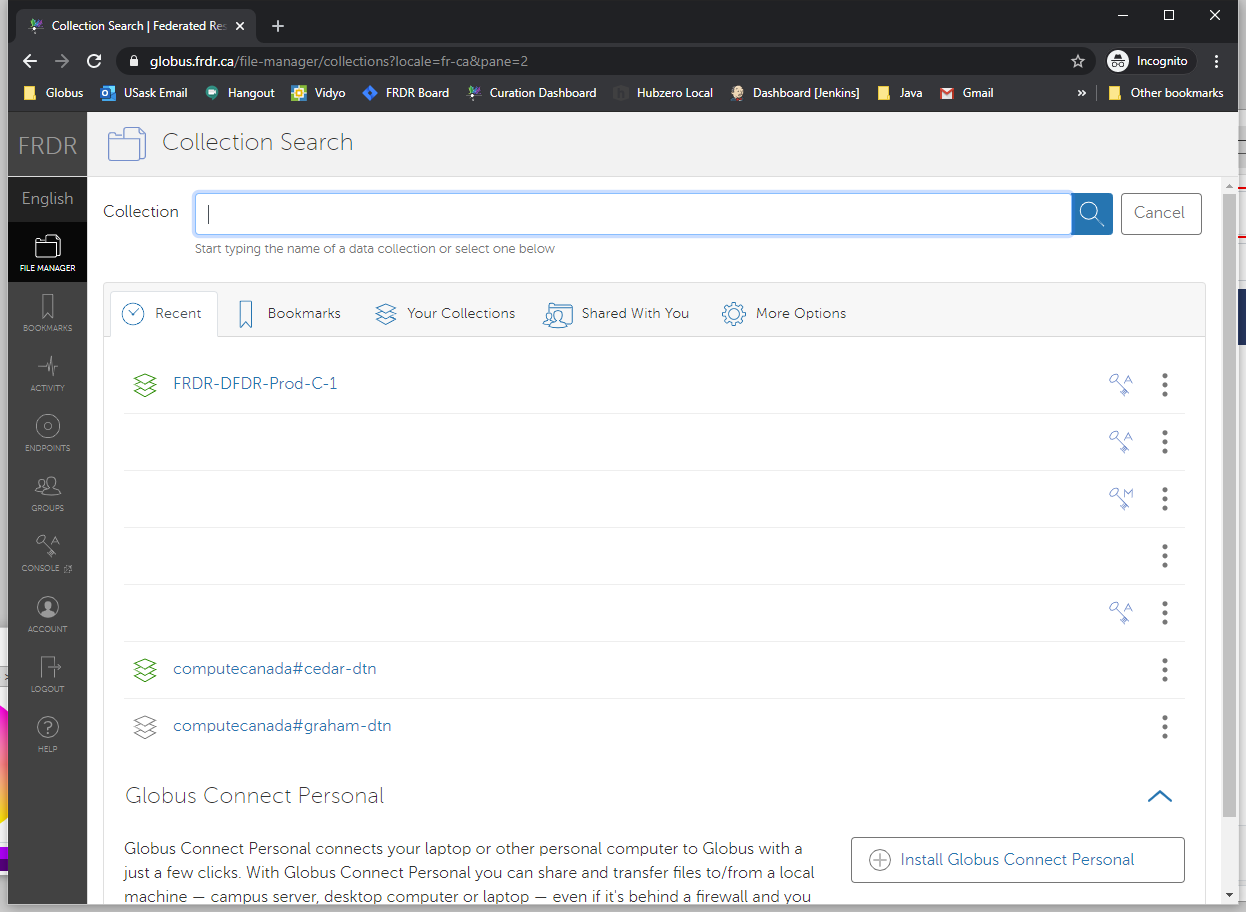 Collection Search | Federated Res
globus.frdr.ca/file-manager/collections?locale=fr-ca&pane=2
Incognito
Globus
USask Email
Hangout
Vidyo
FRDR Board
Curation Dashboard
Hubzero Local
Dashboard [Jenkins]
Java
Gmail
»
Other bookmarks
FRDR
Collection Search
English
FILE MANAGER
BOOKMARKS
ACTIVITY
ENDPOINTS
GROUPS
CONSOLE
ACCOUNT
LOGOUT
HELP
Collection
Cancel
Start typing the name of a data collection or select one below
Recent
Bookmarks
Your Collections
Shared With You
More Options
FRDR-DFDR-Prod-C-1
A
A
M
A
computecanada#cedar-dtn
computecanada#graham-dtn
Globus Connect Personal
Globus Connect Personal connects your laptop or other personal computer to Globus with a
just a few clicks. With Globus Connect Personal you can share and transfer files to/from a local
machine — campus server, desktop computer or laptop — even if it's behind a firewall and you
Install Globus Connect Personal